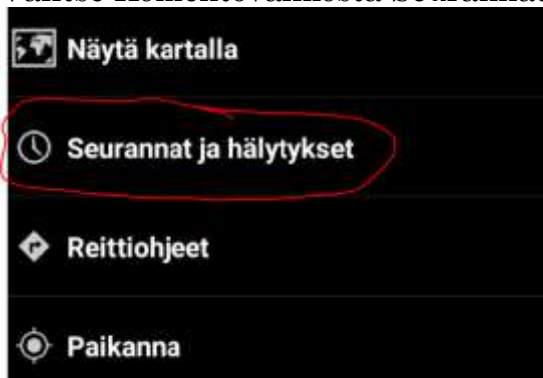 Näytä kartalla
Seurannat ja hälytykset
Reittiohjeet
Paikanna